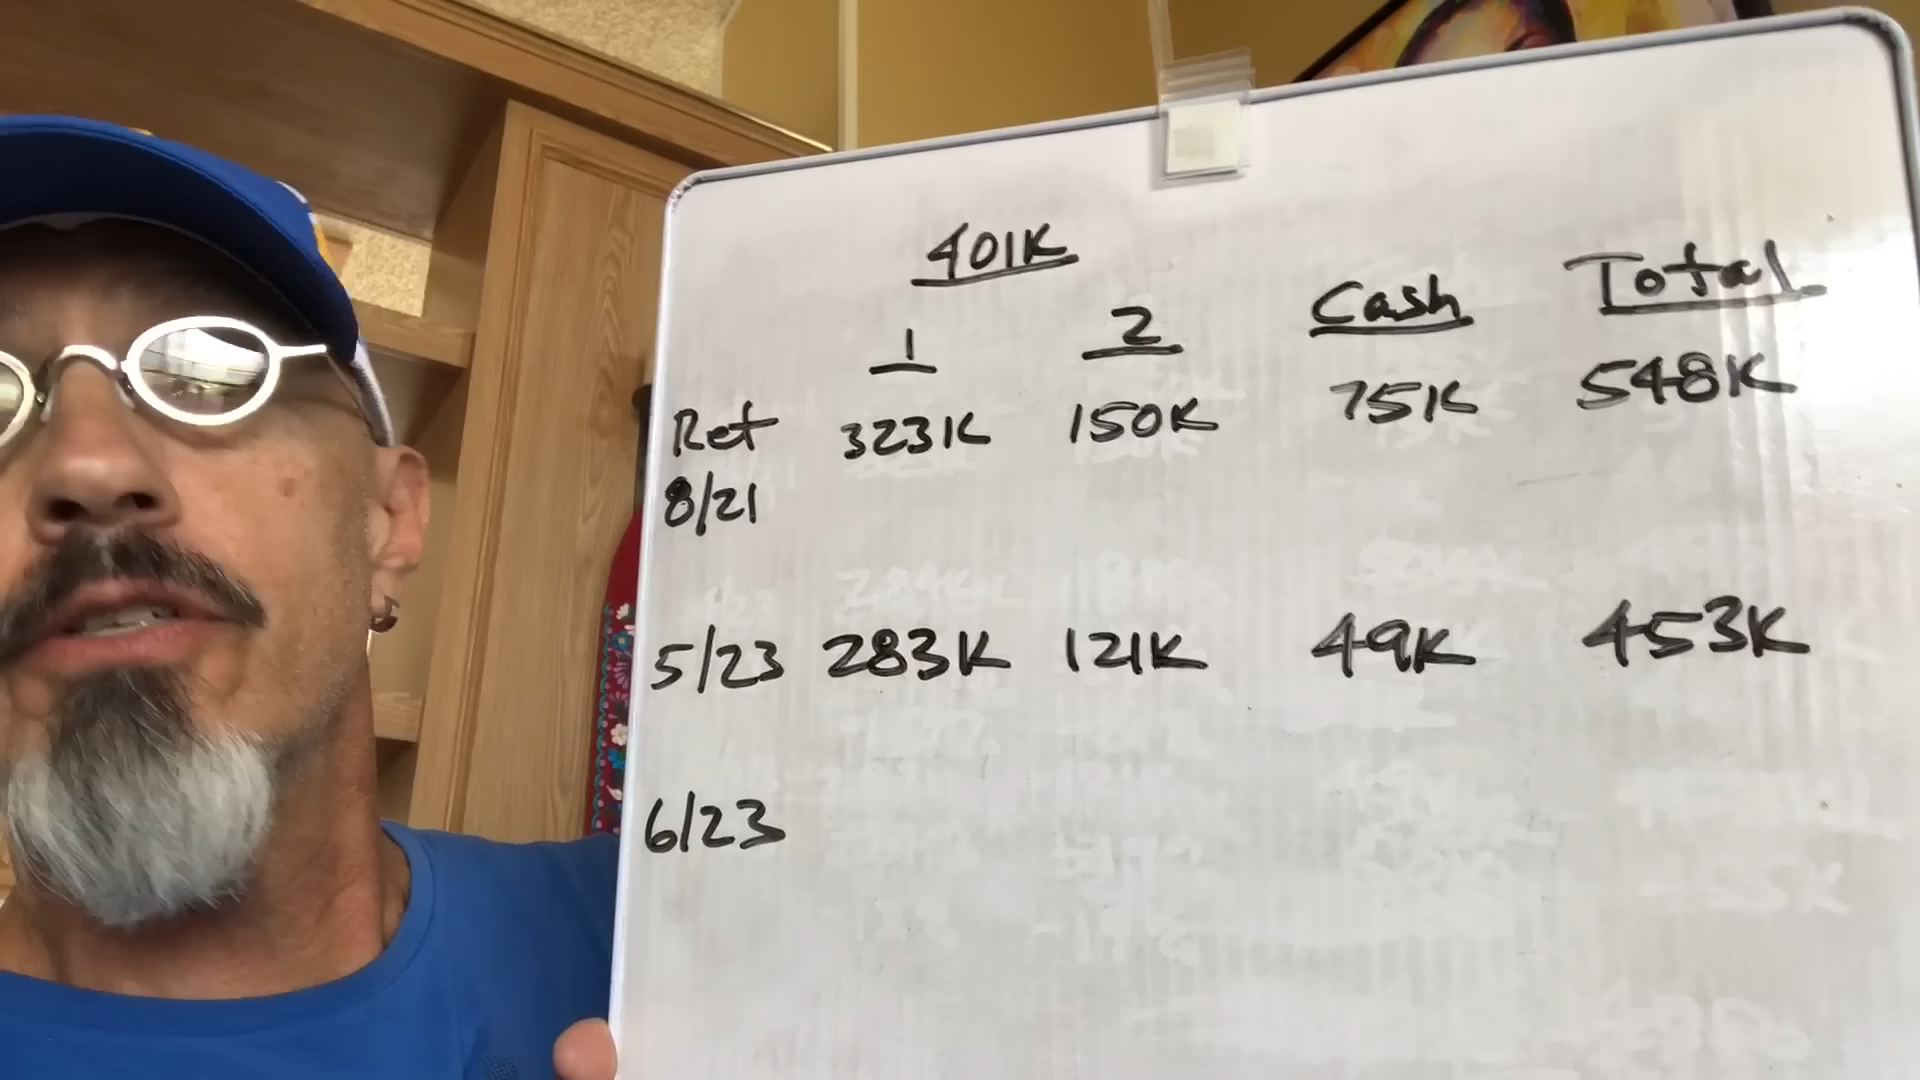 401K
1 2 Cash Total
Ret 323K 150K 75K 548K
8/21
5/23 283K 121K 49K 453K
6/23